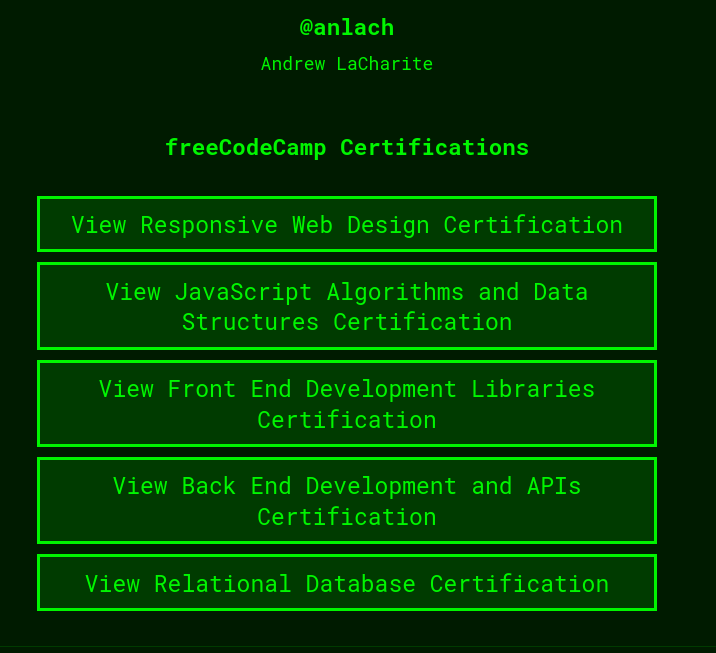 @anlach
Andrew LaCharite
freeCodeCamp Certifications
View Responsive Web Design Certification
View JavaScript Algorithms and Data
Structures Certification
View Front End Development Libraries
Certification
View Back End Development and APIs
Certification
View Relational Database Certification